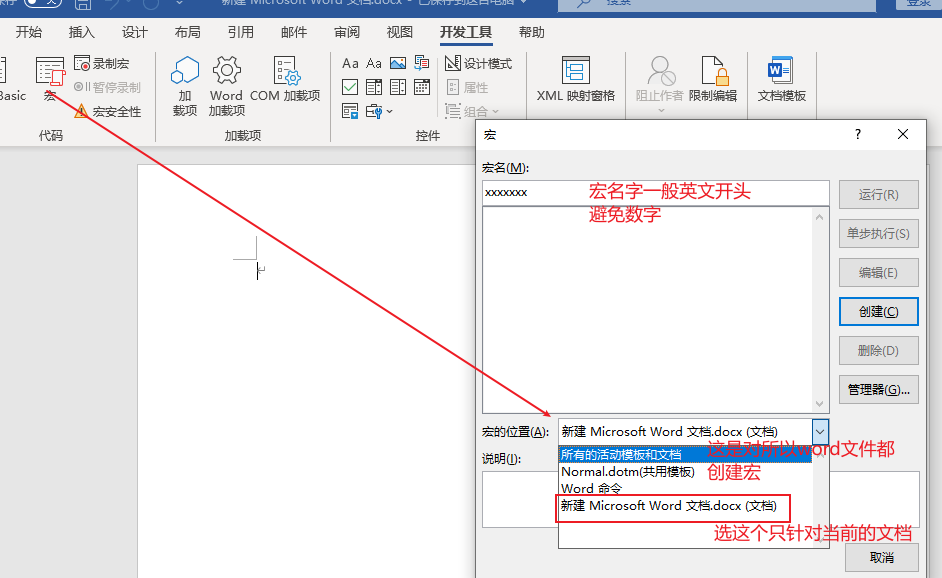 新建 Microsoft Word 文档.docx • 已保存到这台电脑
搜索
登录
开始 插入 设计 布局 引用 邮件 审阅 视图 开发工具 帮助
Basic
宏
录制宏
暂停录制
宏安全性
代码
加
载项
Word
加载项
COM 加载项
加载项
Aa Aa
设计模式
属性
组合
控件
XML 映射窗格
阻止作者
限制编辑
文档模板
宏
?
宏名(M):
xxxxxxx
宏名字一般英文开头
避免数字
运行(R)
单步执行(S)
编辑(E)
创建(C)
删除(D)
管理器(G)...
宏的位置(A):
新建 Microsoft Word 文档.docx (文档)
说明(I):
所有的活动模板和文档
Normal.dotm(共用模板)
Word 命令
新建 Microsoft Word 文档.docx (文档)
这是对所以word文件都
创建宏
选这个只针对当前的文档
取消